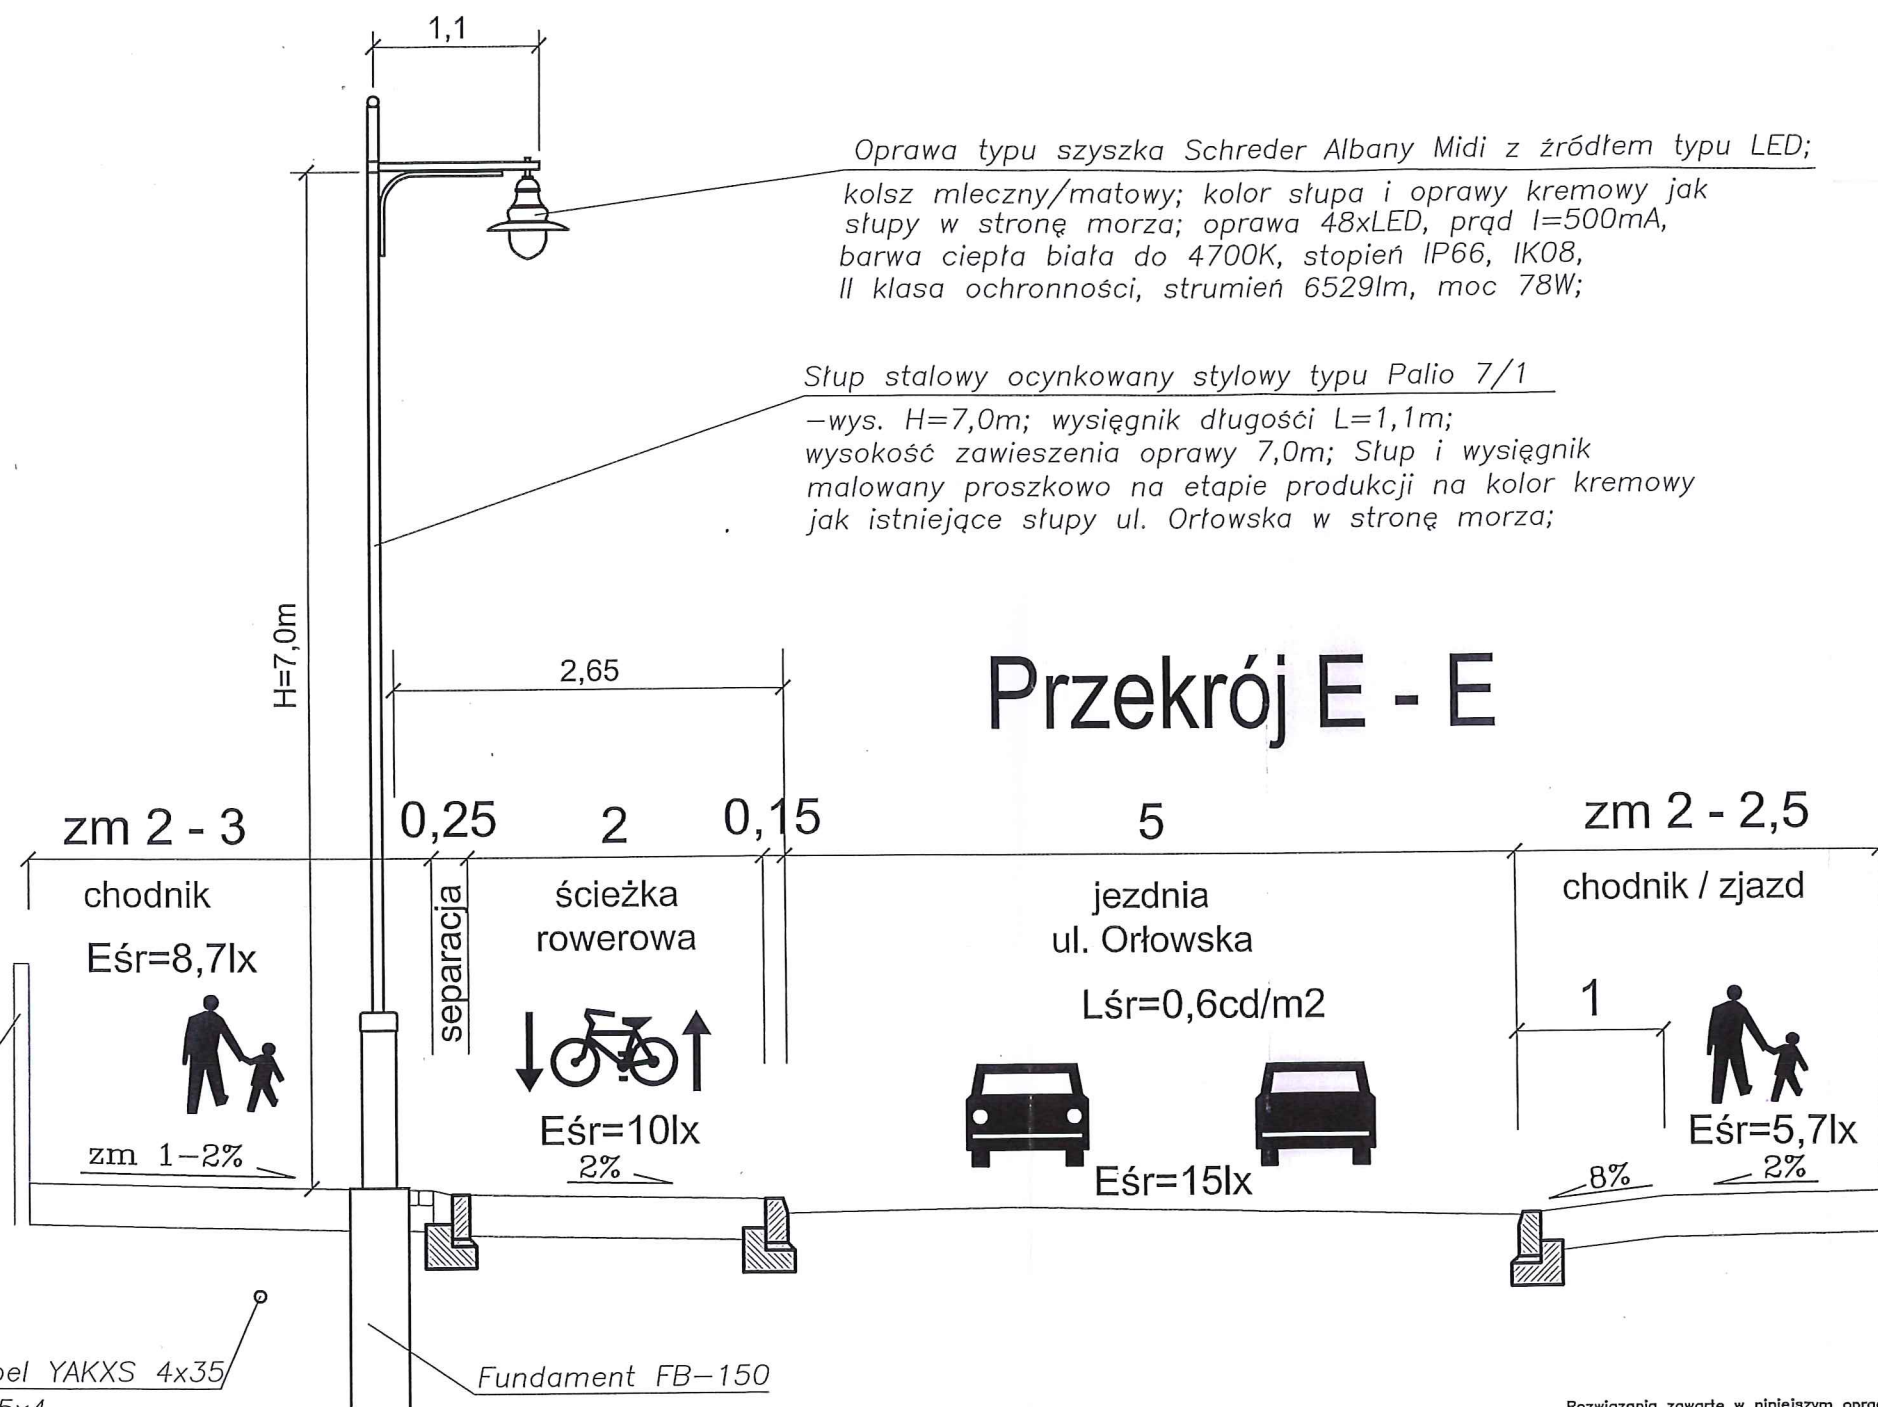 1,1
Oprawa typu szyszka Schreder Albany Midi z źródłem typu LED;
kolsz mleczny/matowy; kolor słupa i oprawy kremowy jak
słupy w stronę morza; oprawa 48xLED, prąd I=500mA,
barwa ciepła biała do 4700K, stopień IP66, IK08,
II klasa ochronności, strumień 6529lm, moc 78W;
Słup stalowy ocynkowany stylowy typu Palio 7/1
–wys. H=7,0m; wysięgnik długośći L=1,1m;
wysokość zawieszenia oprawy 7,0m; Słup i wysięgnik
malowany proszkowo na etapie produkcji na kolor kremowy
jak istniejące słupy ul. Orłowska w stronę morza;
H=7,0m
2,65
Przekrój E - E
zm 2 - 3
0,25
2
0,15
5
zm 2 - 2,5
chodnik
Eśr=8,7lx
separacja
ścieżka
rowerowa
jezdnia
ul. Orłowska
Lśr=0,6cd/m2
chodnik / zjazd
1
zm 1–2%
Eśr=10lx
2%
Eśr=15lx
Eśr=5,7lx
8%
2%
YAKXS 4x35
Fundament FB–150
Rozwiązania zawarte w niniejszym